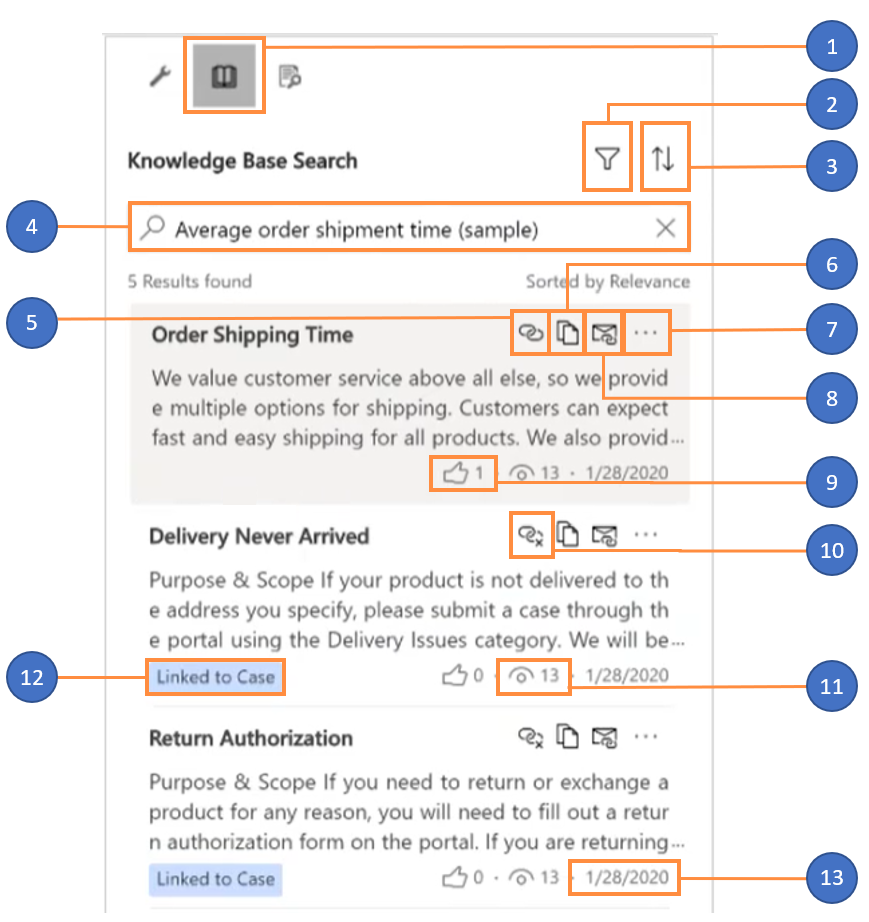 1
2
Knowledge Base Search
3
4
Average order shipment time (sample)
5 Results found
Sorted by Relevance
6
5
Order Shipping Time
7
We value customer service above all else, so we provid
e multiple options for shipping. Customers can expect
8
fast and easy shipping for all products. We also provid...
1 · 13 · 1/28/2020
9
Delivery Never Arrived
10
Purpose & Scope If your product is not delivered to th
e address you specify, please submit a case through th
e portal using the Delivery Issues category. We will be...
12
Linked to Case
0 · 13 · 1/28/2020
11
Return Authorization
Purpose & Scope If you need to return or exchange a
product for any reason, you will need to fill out a retur
n authorization form on the portal. If you are returning...
Linked to Case
0 · 13 · 1/28/2020
13